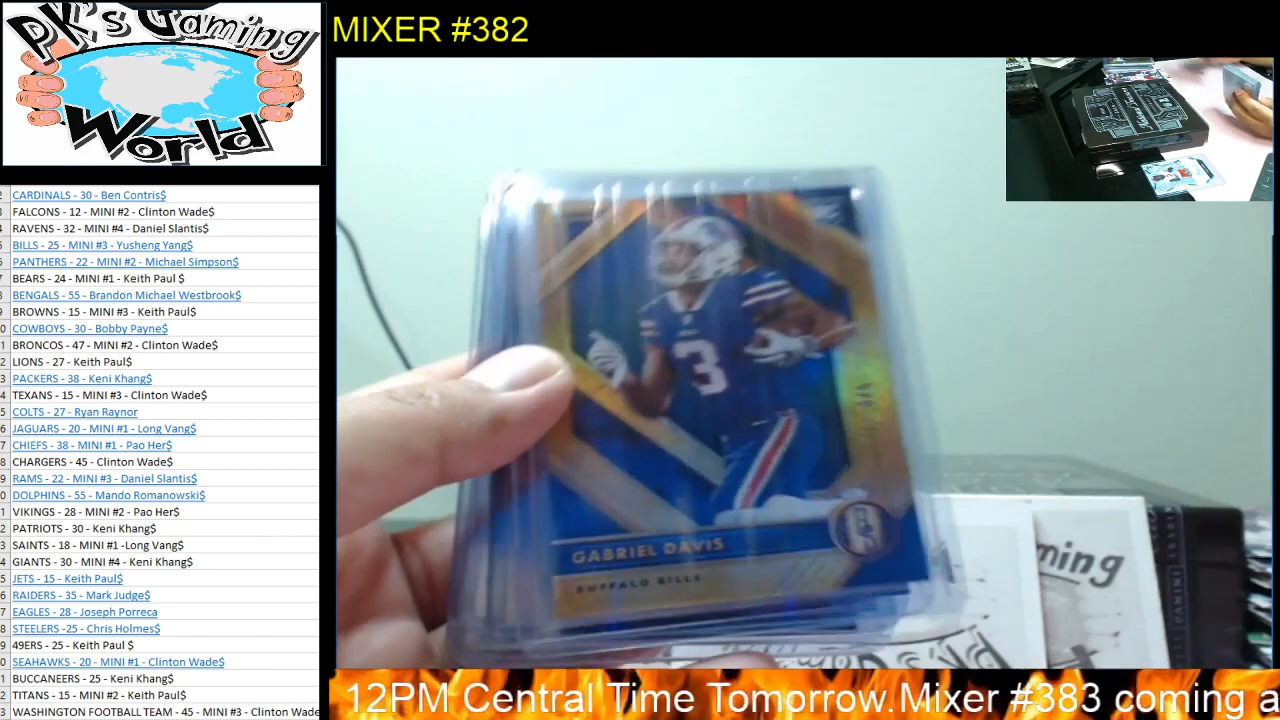 PK's Gaming
World
MIXER #382
CARDINALS - 30 - Ben Contris$
FALCONS - 12 - MINI #2 - Clinton Wade$
RAVENS - 32 - MINI #4 - Daniel Slantis$
BILLS - 25 - MINI #3 - Yusheng Yang$
PANTHERS - 22 - MINI #2 - Michael Simpson$
BEARS - 24 - MINI #1 - Keith Paul $
BENGALS - 55 - Brandon Michael Westbrook$
BROWNS - 15 - MINI #3 - Keith Paul$
COWBOYS - 30 - Bobby Payne$
BRONCOS - 47 - MINI #2 - Clinton Wade$
LIONS - 27 - Keith Paul$
PACKERS - 38 - Keni Khang$
TEXANS - 15 - MINI #3 - Clinton Wade$
COLTS - 27 - Ryan Raynor
JAGUARS - 20 - MINI #1 - Long Vang$
CHIEFS - 38 - MINI #1 - Pao Her$
CHARGERS - 45 - Clinton Wade$
RAMS - 22 - MINI #3 - Daniel Slantis$
DOLPHINS - 55 - Mando Romanowski$
VIKINGS - 28 - MINI #2 - Pao Her$
PATRIOTS - 30 - Keni Khang$
SAINTS - 18 - MINI #1 -Long Vang$
GIANTS - 30 - MINI #4 - Keni Khang$
JETS - 15 - Keith Paul$
RAIDERS - 35 - Mark Judge$
EAGLES - 28 - Joseph Porreca
STEELERS -25 - Chris Holmes$
49ERS - 25 - Keith Paul $
SEAHAWKS - 20 - MINI #1 - Clinton Wade$
BUCCANEERS - 25 - Keni Khang$
TITANS - 15 - MINI #2 - Keith Paul$
WASHINGTON FOOTBALL TEAM - 45 - MINI #3 - Clinton Wade
3
GABRIEL DAVIS
BUFFALO BILLS
ming
PANINI
12PM Central Time Tomorrow.Mixer #383 coming a